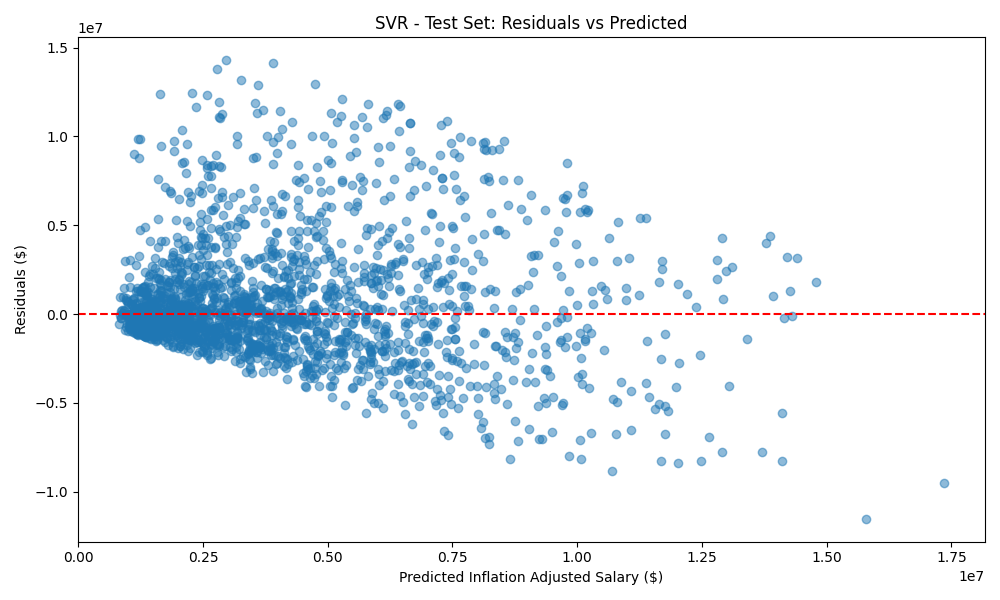 SVR - Test Set: Residuals vs Predicted
1e7
1.5
1.0
0.5
0.0
−0.5
−1.0
Residuals ($)
0.00 0.25 0.50 0.75 1.00 1.25 1.50 1.75
1e7
Predicted Inflation Adjusted Salary ($)